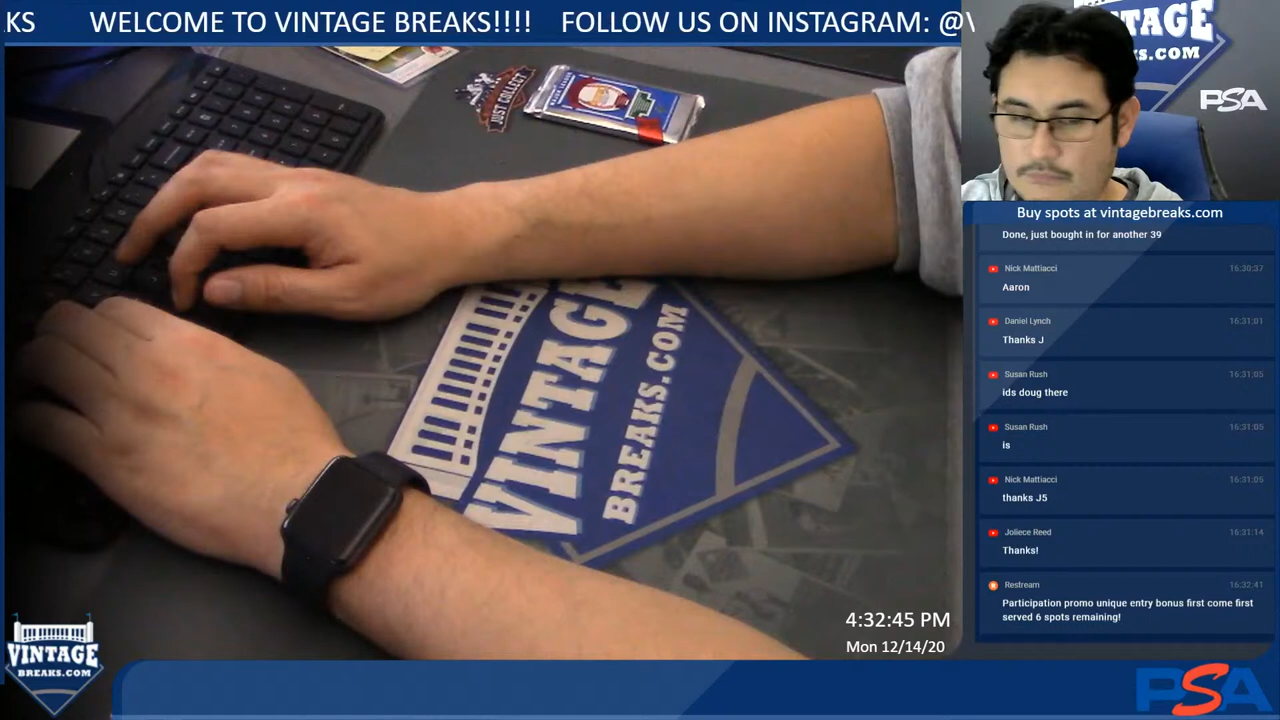 KS WELCOME TO VINTAGE BREAKS!!!! FOLLOW US ON INSTAGRAM: @V
TAGE
S.COM
PSA
JUST COLLECT
VINTAGE
BREAKS.COM
Buy spots at vintagebreaks.com
Done, just bought in for another 39
Nick Mattiacci 16:30:37
Aaron
Daniel Lynch 16:31:01
Thanks J
Susan Rush 16:31:05
ids doug there
Susan Rush 16:31:05
is
Nick Mattiacci 16:31:05
thanks J5
Joliece Reed 16:31:14
Thanks!
Restream 16:32:41
Participation promo unique entry bonus first come first
served 6 spots remaining!
4:32:45 PM
Mon 12/14/20
VINTAGE
BREAKS.COM
PSA